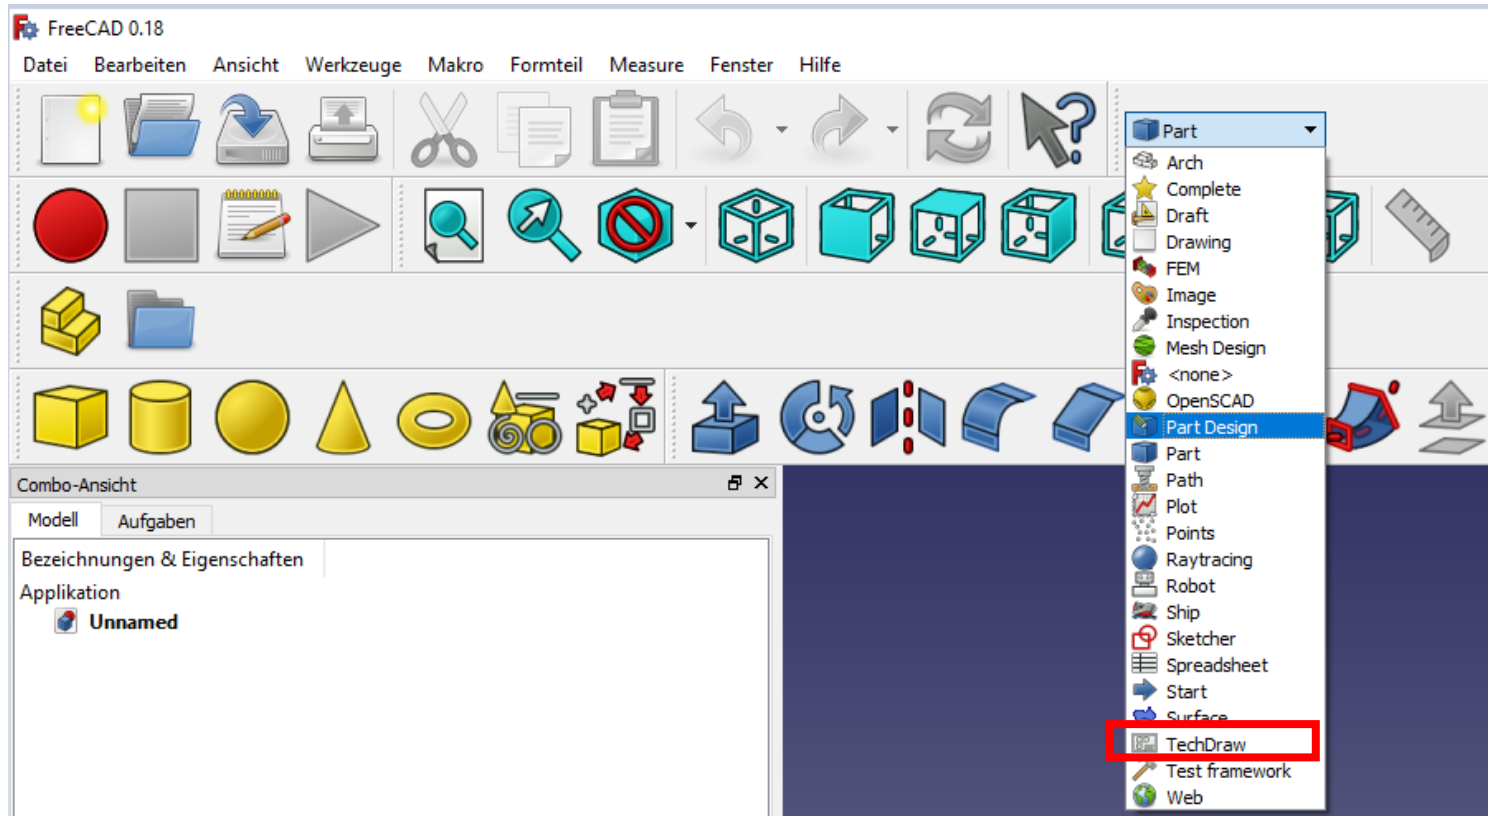 FreeCAD 0.18
Datei Bearbeiten Ansicht Werkzeuge Makro Formteil Measure Fenster Hilfe
Part
Arch
Complete
Draft
Drawing
FEM
Image
Inspection
Mesh Design
<none>
OpenSCAD
Part Design
Part
Path
Plot
Points
Raytracing
Robot
Ship
Sketcher
Spreadsheet
Start
Surface
TechDraw
Test framework
Web
Combo-Ansicht
Modell Aufgaben
Bezeichnungen & Eigenschaften
Applikation
Unnamed